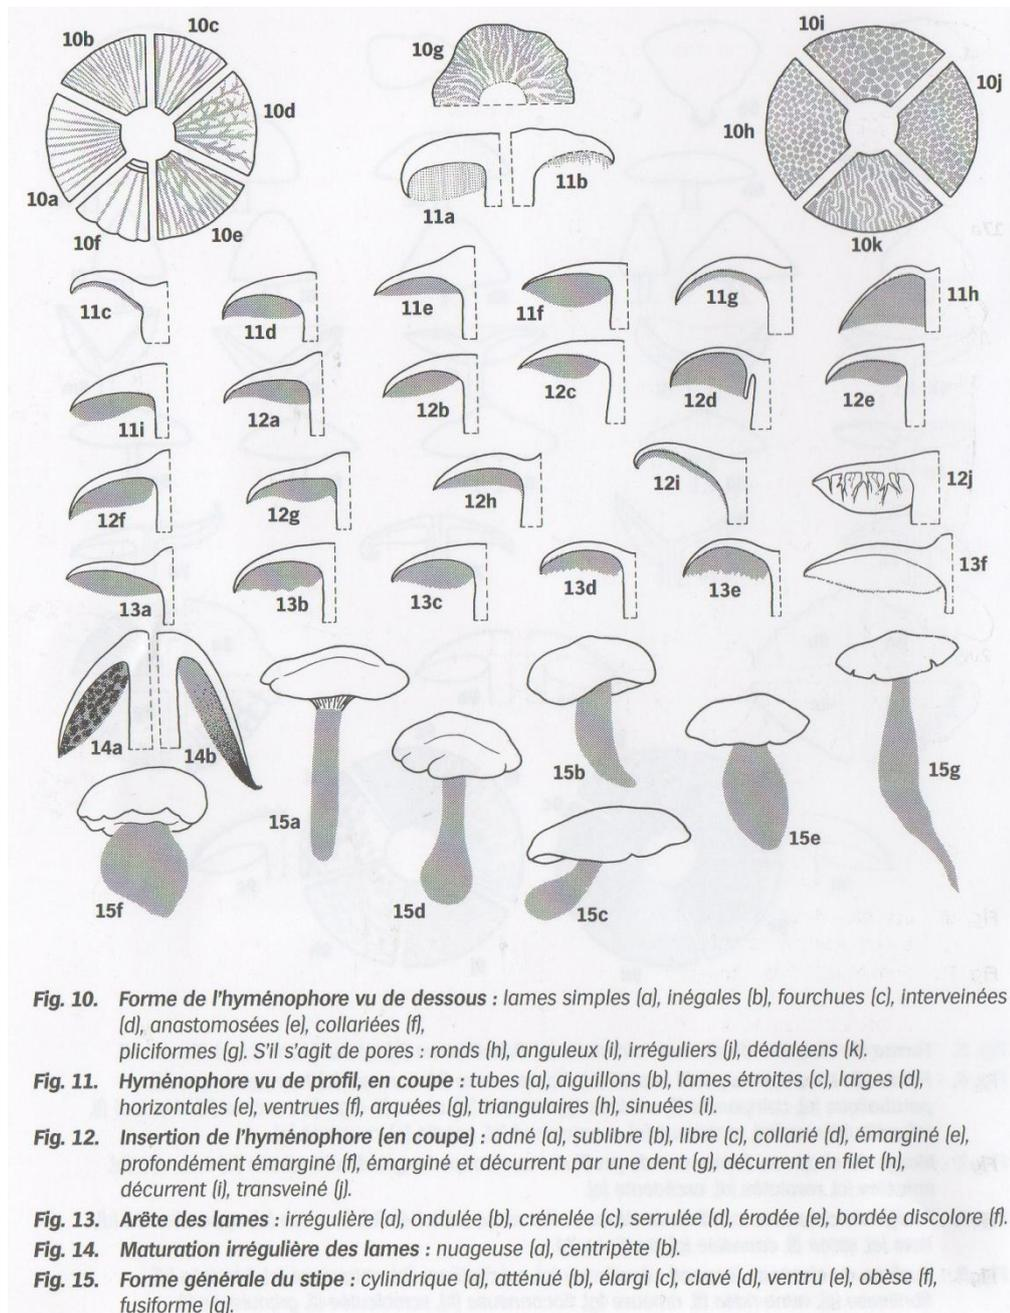 10b
10c
10g
10i
10d
10j
10h
11b
10a
11a
10f
10e
10k
11c
11d
11e
11f
11g
11h
11i
12a
12b
12c
12d
12e
12f
12g
12h
12i
12j
13a
13b
13c
13d
13e
13f
14a
14b
15b
15g
15a
15e
15f
15d
15c
Fig. 10. Forme de l'hyménophore vu de dessous : lames simples (a), inégales (b), fourchues (c), interveinées
(d), anastomosées (e), collariées (f),
pliciformes (g). S'il s'agit de pores : ronds (h), anguleux (i), irréguliers (j), dédaléens (k).
Fig. 11. Hyménophore vu de profil, en coupe : tubes (a), aiguillons (b), lames étroites (c), larges (d),
horizontales (e), ventrues (f), arquées (g), triangulaires (h), sinuées (i).
Fig. 12. Insertion de l'hyménophore (en coupe) : adné (a), sublibre (b), libre (c), collarié (d), émarginé (e),
profondément émarginé (f), émarginé et décurrent par une dent (g), décurrent en filet (h),
décurrent (i), transveiné (j).
Fig. 13. Arête des lames : irrégulière (a), ondulée (b), crénelée (c), serrulée (d), érodée (e), bordée discolore (f).
Fig. 14. Maturation irrégulière des lames : nuageuse (a), centripète (b).
Fig. 15. Forme générale du stipe : cylindrique (a), atténué (b), élargi (c), clavé (d), ventru (e), obèse (f),
fusiforme (g).